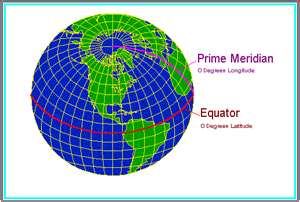 Prime Meridian
0 Degrees Longitude
Equator
0 Degrees Latitude